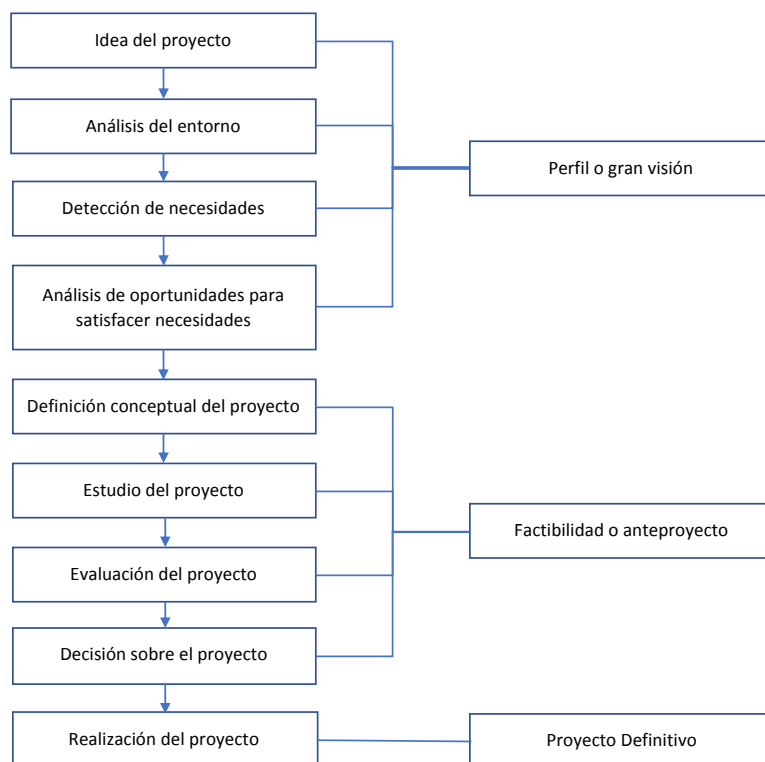 Idea del proyecto
Análisis del entorno
Perfil o gran visión
Detección de necesidades
Análisis de oportunidades para
satisfacer necesidades
Definición conceptual del proyecto
Estudio del proyecto
Factibilidad o anteproyecto
Evaluación del proyecto
Decisión sobre el proyecto
Realización del proyecto
Proyecto Definitivo